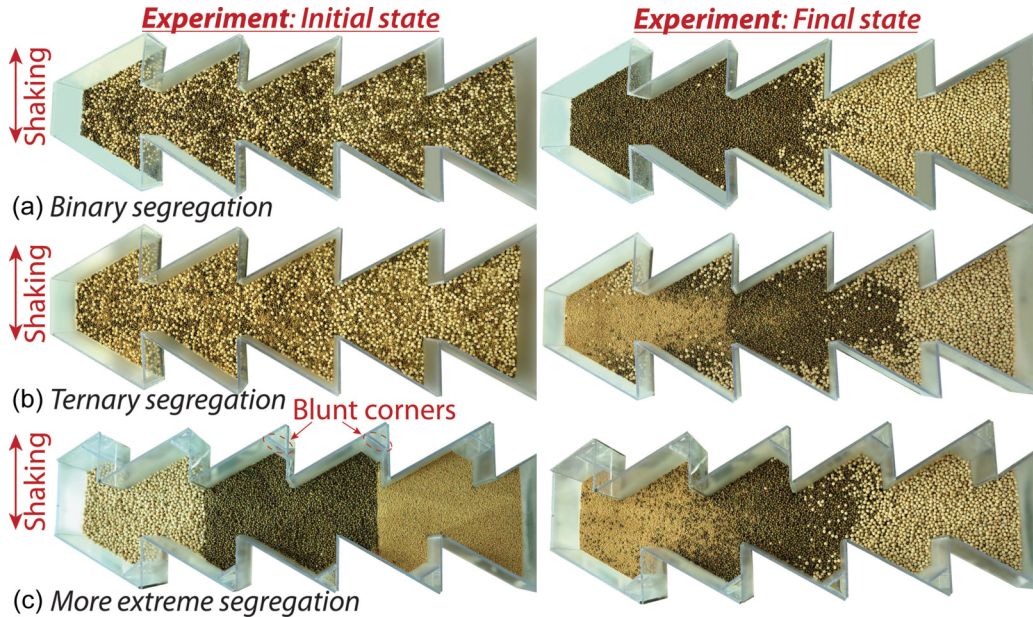 Experiment: Initial state
Experiment: Final state
Shaking
(a) Binary segregation
Shaking
(b) Ternary segregation
Blunt corners
Shaking
(c) More extreme segregation